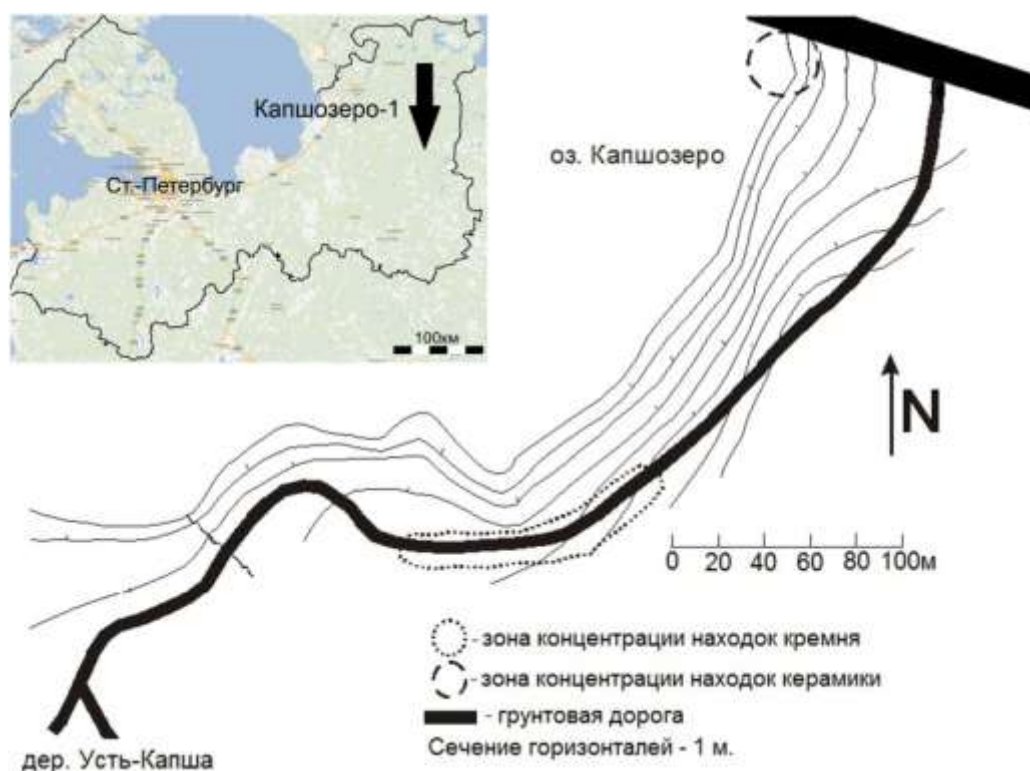 Капшозеро-1
Ст.-Петербург
100км
оз. Капшозеро
N
0 20 40 60 80 100м
- зона концентрации находок кремня
- зона концентрации находок керамики
- грунтовая дорога
Сечение горизонталей - 1 м.
дер. Усть-Капша